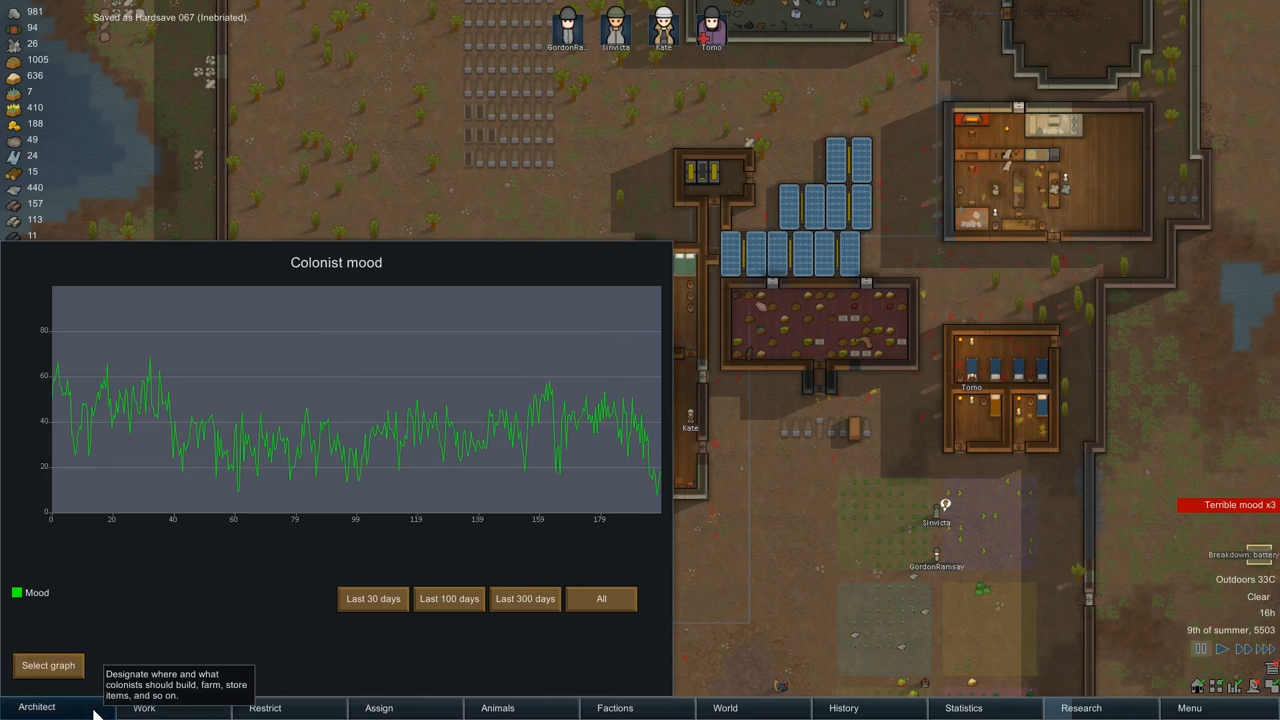 Saved as Hardsave 067 (Inebriated).
981
94
26
1005
636
7
410
188
49
24
15
440
157
113
11
GordonRa...
Sinvicta
Kate
Tomo
Colonist mood
80
60
40
20
0
0 20 40 60 79 99 119 139 159 179
Mood
Last 30 days
Last 100 days
Last 300 days
All
Select graph
Designate where and what
colonists should build, farm, store
items, and so on.
Tomo
Kate
Sinvicta
GordonRamsay
Terrible mood x3
Breakdown: battery
Outdoors 33C
Clear
16h
9th of summer, 5503
Architect
Work
Restrict
Assign
Animals
Factions
World
History
Statistics
Research
Menu